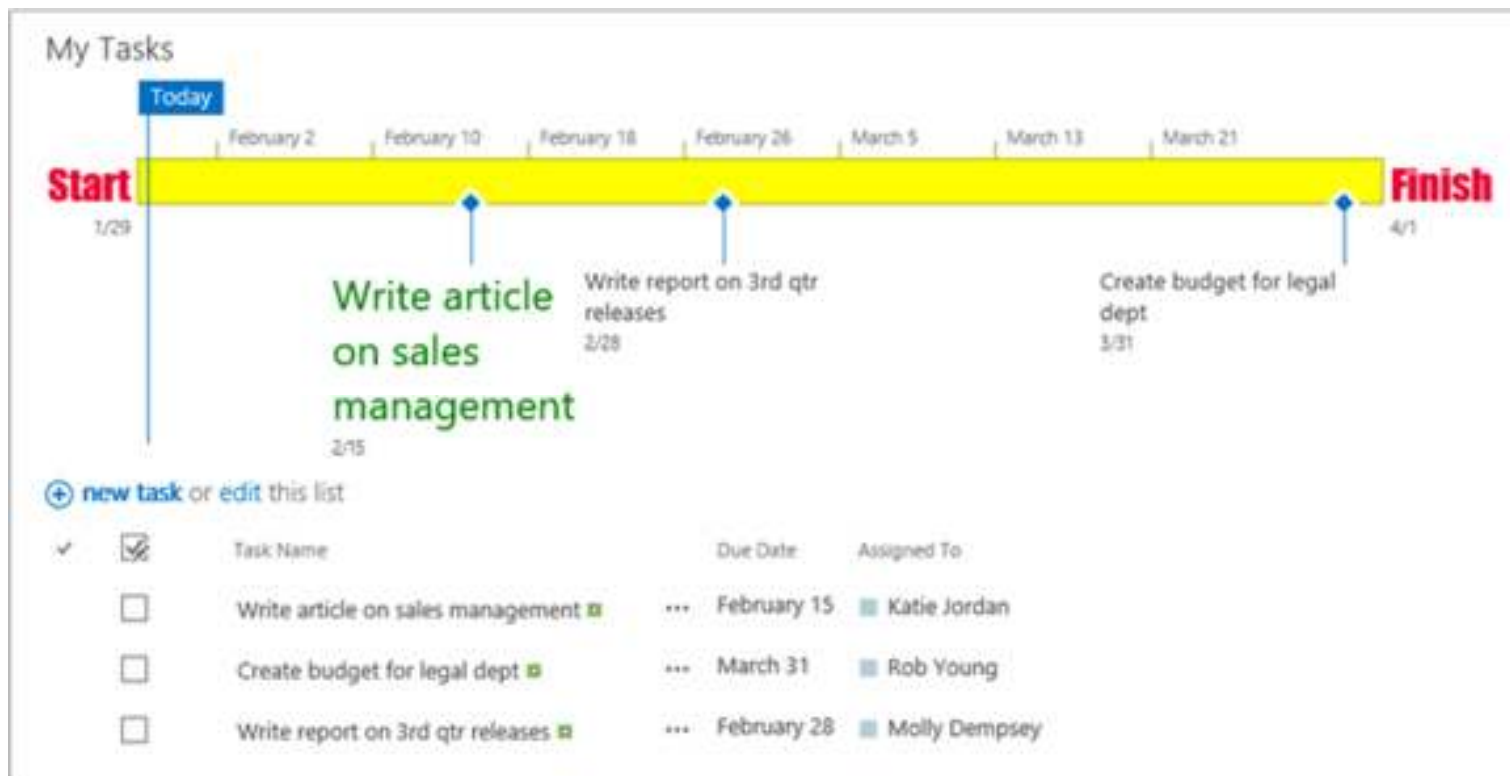 My Tasks
Today
February 2 February 10 February 18 February 26 March 5 March 13 March 21
Start Finish
1/29 4/1
Write article
on sales
management
2/15
Write report on 3rd qtr
releases
2/28
Create budget for legal
dept
3/31
new task or edit this list
Task Name Due Date Assigned To
Write article on sales management ... February 15 Katie Jordan
Create budget for legal dept ... March 31 Rob Young
Write report on 3rd qtr releases ... February 28 Molly Dempsey